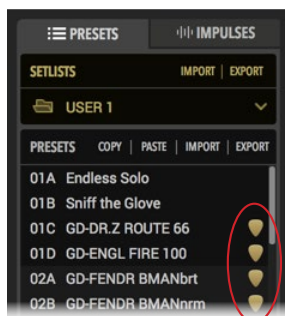 PRESETS IMPULSES
SETLISTS IMPORT | EXPORT
USER 1
PRESETS COPY | PASTE | IMPORT | EXPORT
01A Endless Solo
01B Sniff the Glove
01C GD-DR.Z ROUTE 66
01D GD-ENGL FIRE 100
02A GD-FENDR BMANbrt
02B GD-FENDR BMANnrm